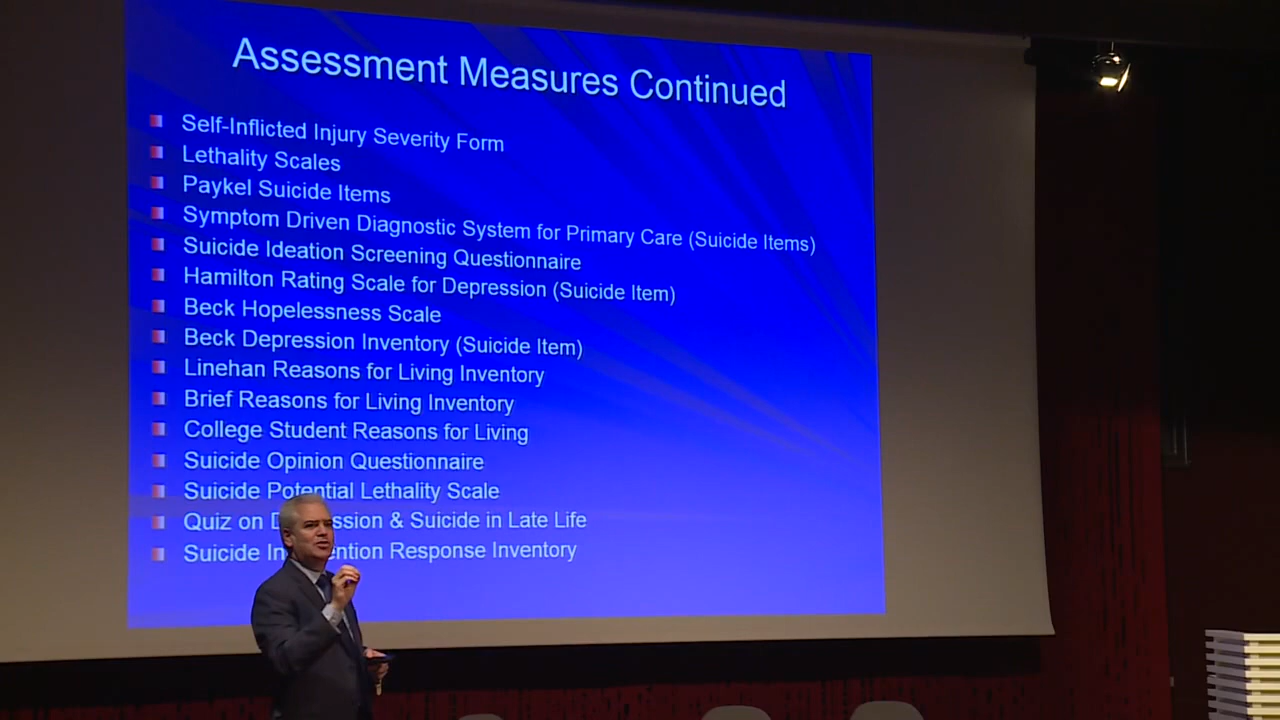 Assessment Measures Continued
Self-Inflicted Injury Severity Form
Lethality Scales
Paykel Suicide Items
Symptom Driven Diagnostic System for Primary Care (Suicide Items)
Suicide Ideation Screening Questionnaire
Hamilton Rating Scale for Depression (Suicide Item)
Beck Hopelessness Scale
Beck Depression Inventory (Suicide Item)
Linehan Reasons for Living Inventory
Brief Reasons for Living Inventory
College Student Reasons for Living
Suicide Opinion Questionnaire
Suicide Potential Lethality Scale
Quiz on & Suicide in Late Life
Suicide Response Inventory